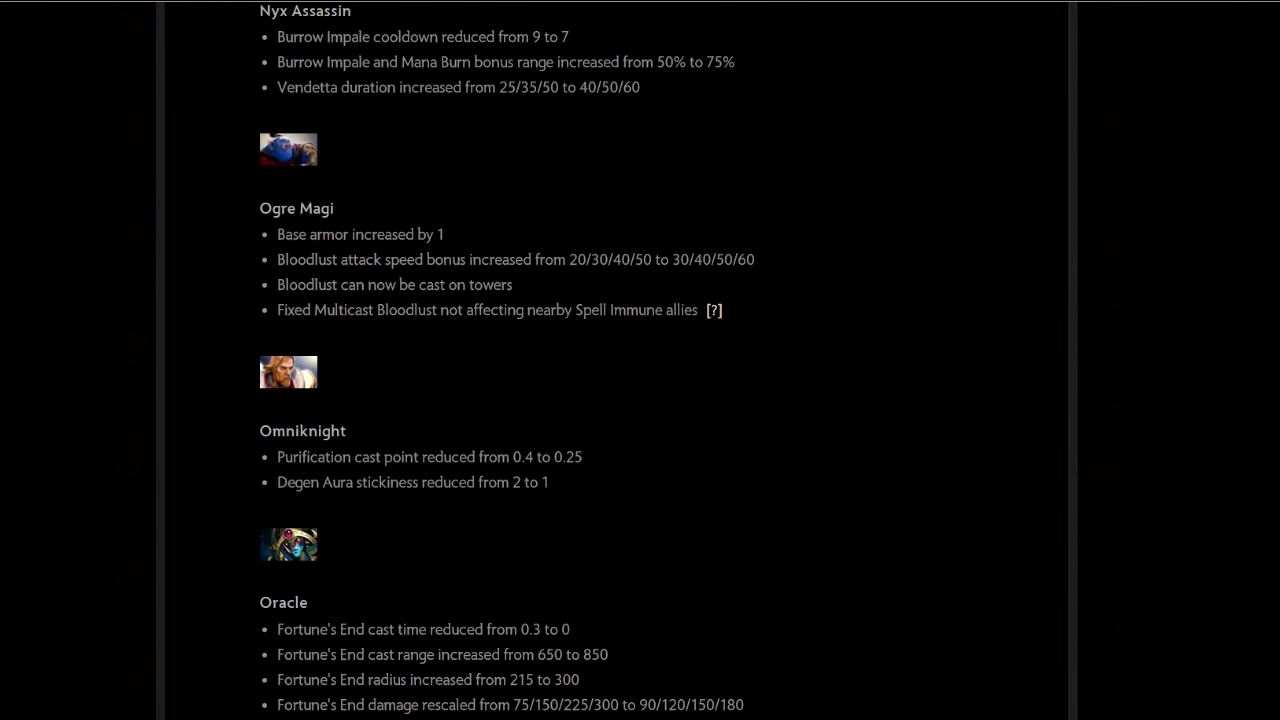 Nyx Assassin
• Burrow Impale cooldown reduced from 9 to 7
• Burrow Impale and Mana Burn bonus range increased from 50% to 75%
• Vendetta duration increased from 25/35/50 to 40/50/60
Ogre Magi
• Base armor increased by 1
• Bloodlust attack speed bonus increased from 20/30/40/50 to 30/40/50/60
• Bloodlust can now be cast on towers
• Fixed Multicast Bloodlust not affecting nearby Spell Immune allies [?]
Omniknight
• Purification cast point reduced from 0.4 to 0.25
• Degen Aura stickiness reduced from 2 to 1
Oracle
• Fortune's End cast time reduced from 0.3 to 0
• Fortune's End cast range increased from 650 to 850
• Fortune's End radius increased from 215 to 300
• Fortune's End damage rescaled from 75/150/225/300 to 90/120/150/180